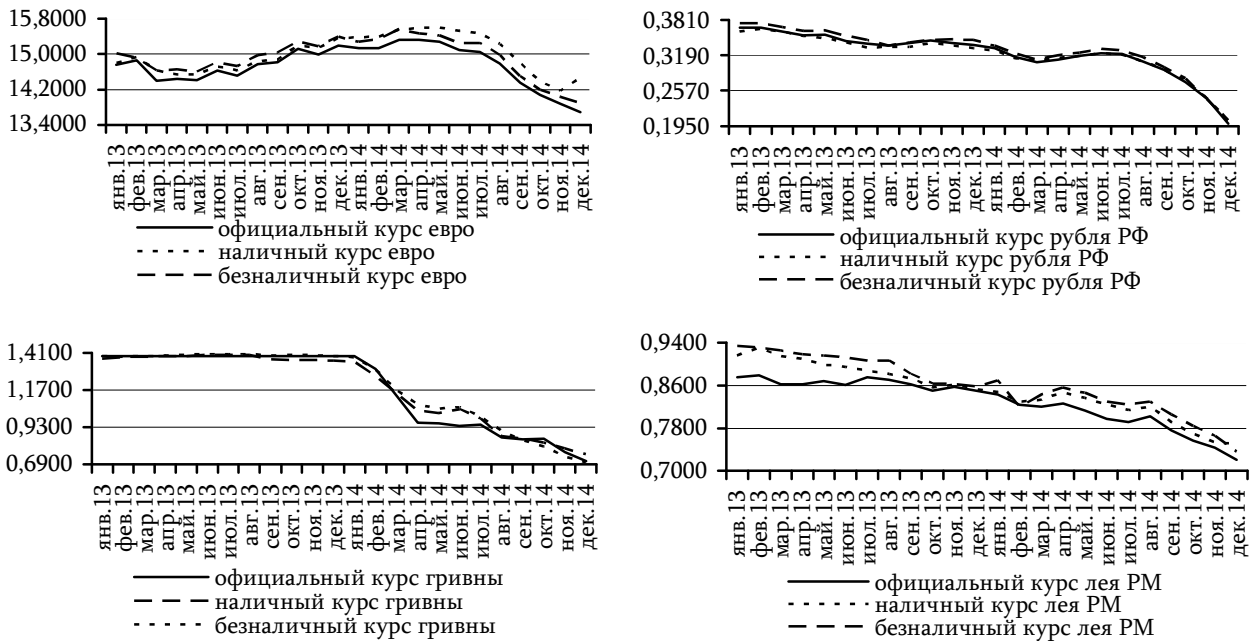 15,8000
15,0000
14,2000
13,4000
янв.13
фев.13
мар.13
апр.13
май.13
июн.13
июл.13
авг.13
сен.13
окт.13
ноя.13
дек.13
янв.14
фев.14
мар.14
апр.14
май.14
июн.14
июл.14
авг.14
сен.14
окт.14
ноя.14
дек.14
официальный курс евро
наличный курс евро
безналичный курс евро
0,3810
0,3190
0,2570
0,1950
янв.13
фев.13
мар.13
апр.13
май.13
июн.13
июл.13
авг.13
сен.13
окт.13
ноя.13
дек.13
янв.14
фев.14
мар.14
апр.14
май.14
июн.14
июл.14
авг.14
сен.14
окт.14
ноя.14
дек.14
официальный курс рубля РФ
наличный курс рубля РФ
безналичный курс рубля РФ
1,4100
1,1700
0,9300
0,6900
янв.13
фев.13
мар.13
апр.13
май.13
июн.13
июл.13
авг.13
сен.13
окт.13
ноя.13
дек.13
янв.14
фев.14
мар.14
апр.14
май.14
июн.14
июл.14
авг.14
сен.14
окт.14
ноя.14
дек.14
официальный курс гривны
наличный курс гривны
безналичный курс гривны
0,9400
0,8600
0,7800
0,7000
янв.13
фев.13
мар.13
апр.13
май.13
июн.13
июл.13
авг.13
сен.13
окт.13
ноя.13
дек.13
янв.14
фев.14
мар.14
апр.14
май.14
июн.14
июл.14
авг.14
сен.14
окт.14
ноя.14
дек.14
официальный курс лея РМ
наличный курс лея РМ
безналичный курс лея РМ